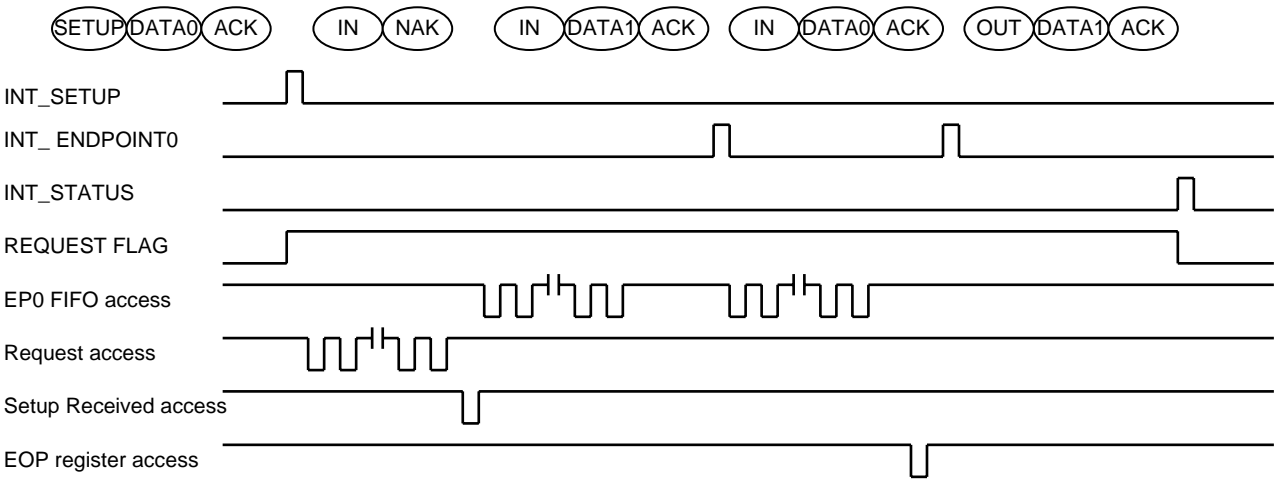 SETUP DATA0 ACK IN NAK IN DATA1 ACK IN DATA0 ACK OUT DATA1 ACK
INT_SETUP
INT_ ENDPOINT0
INT_STATUS
REQUEST FLAG
EP0 FIFO access
Request access
Setup Received access
EOP register access